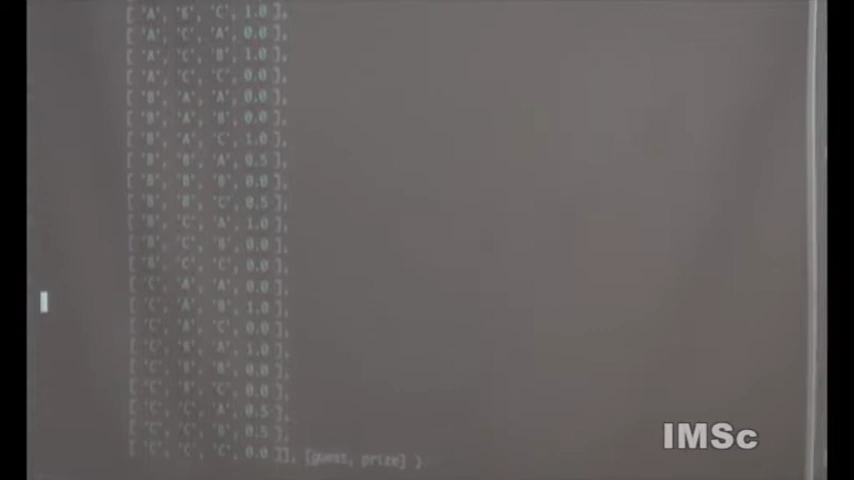 [ 'A', 'B', 'C', 1.0 ],
[ 'A', 'C', 'A', 0.0 ],
[ 'A', 'C', 'B', 1.0 ],
[ 'A', 'C', 'C', 0.0 ],
[ 'B', 'A', 'A', 0.0 ],
[ 'B', 'A', 'B', 0.0 ],
[ 'B', 'A', 'C', 1.0 ],
[ 'B', 'B', 'A', 0.5 ],
[ 'B', 'B', 'B', 0.0 ],
[ 'B', 'B', 'C', 0.5 ],
[ 'B', 'C', 'A', 1.0 ],
[ 'B', 'C', 'B', 0.0 ],
[ 'B', 'C', 'C', 0.0 ],
[ 'C', 'A', 'A', 0.0 ],
[ 'C', 'A', 'B', 1.0 ],
[ 'C', 'A', 'C', 0.0 ],
[ 'C', 'B', 'A', 1.0 ],
[ 'C', 'B', 'B', 0.0 ],
[ 'C', 'B', 'C', 0.0 ],
[ 'C', 'C', 'A', 0.5 ],
[ 'C', 'C', 'B', 0.5 ],
[ 'C', 'C', 'C', 0.0 ]], [guest, prize] )
IMSc